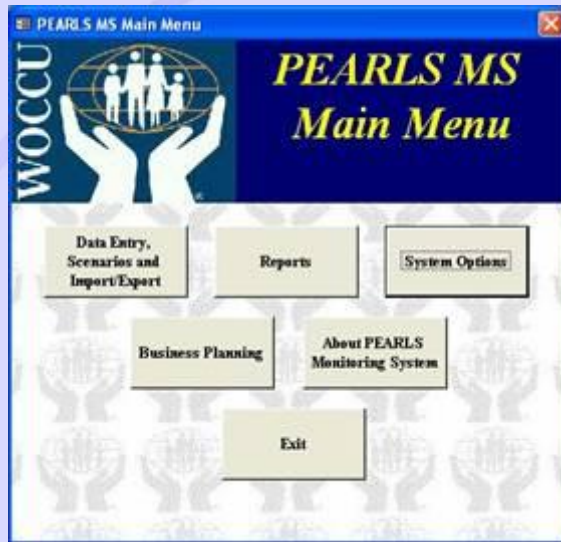 PEARLS MS Main Menu
WOCCU
PEARLS MS
Main Menu
Data Entry,
Scenarios and
Import/Export
Reports
System Options
Business Planning
About PEARLS
Monitoring System
Exit